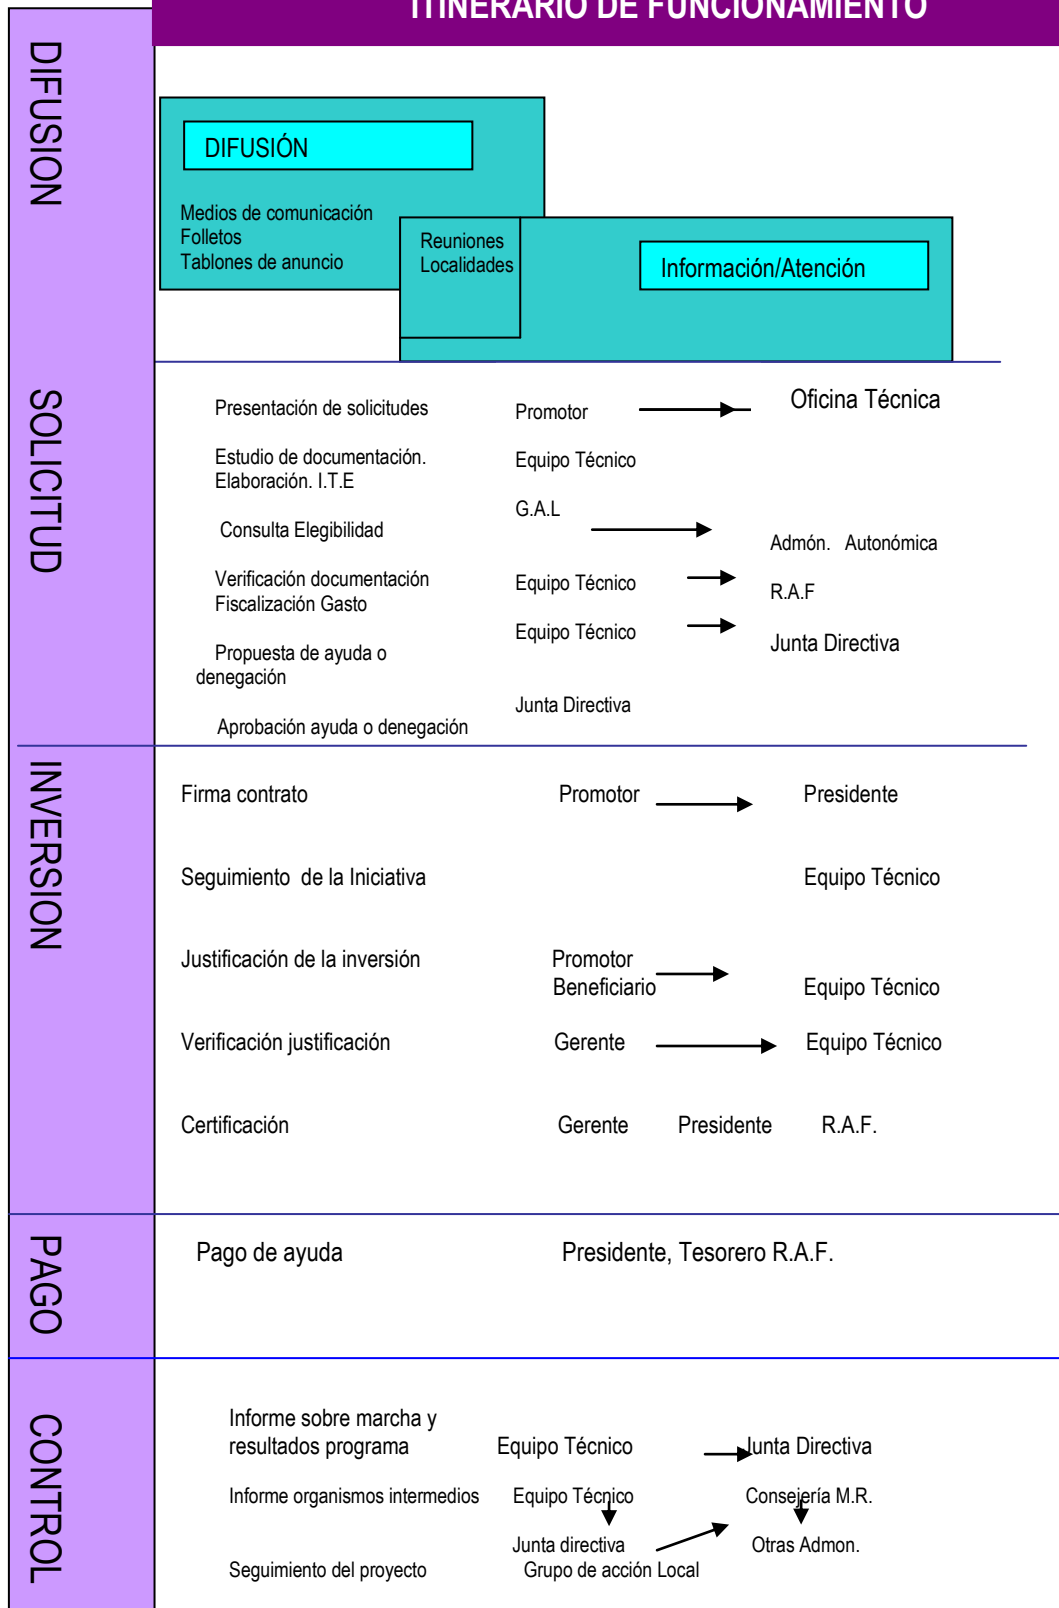 ITINERARIO DE FUNCIONAMIENTO
DIFUSION
DIFUSIÓN
Medios de comunicación
Folletos
Tablones de anuncio
Reuniones
Localidades
Información/Atención
SOLICITUD
Presentación de solicitudes Promotor Oficina Técnica
Estudio de documentación. Equipo Técnico
Elaboración. I.T.E
G.A.L
Consulta Elegibilidad Admón. Autonómica
Verificación documentación Equipo Técnico R.A.F
Fiscalización Gasto
Equipo Técnico Junta Directiva
Propuesta de ayuda o
denegación
Junta Directiva
Aprobación ayuda o denegación
INVERSION
Firma contrato Promotor Presidente
Seguimiento de la Iniciativa Equipo Técnico
Justificación de la inversión Promotor
Beneficiario Equipo Técnico
Verificación justificación Gerente Equipo Técnico
Certificación Gerente Presidente R.A.F.
PAGO
Pago de ayuda Presidente, Tesorero R.A.F.
CONTROL
Informe sobre marcha y
resultados programa Equipo Técnico Junta Directiva
Informe organismos intermedios Equipo Técnico Consejería M.R.
Junta directiva Otras Admon.
Seguimiento del proyecto Grupo de acción Local